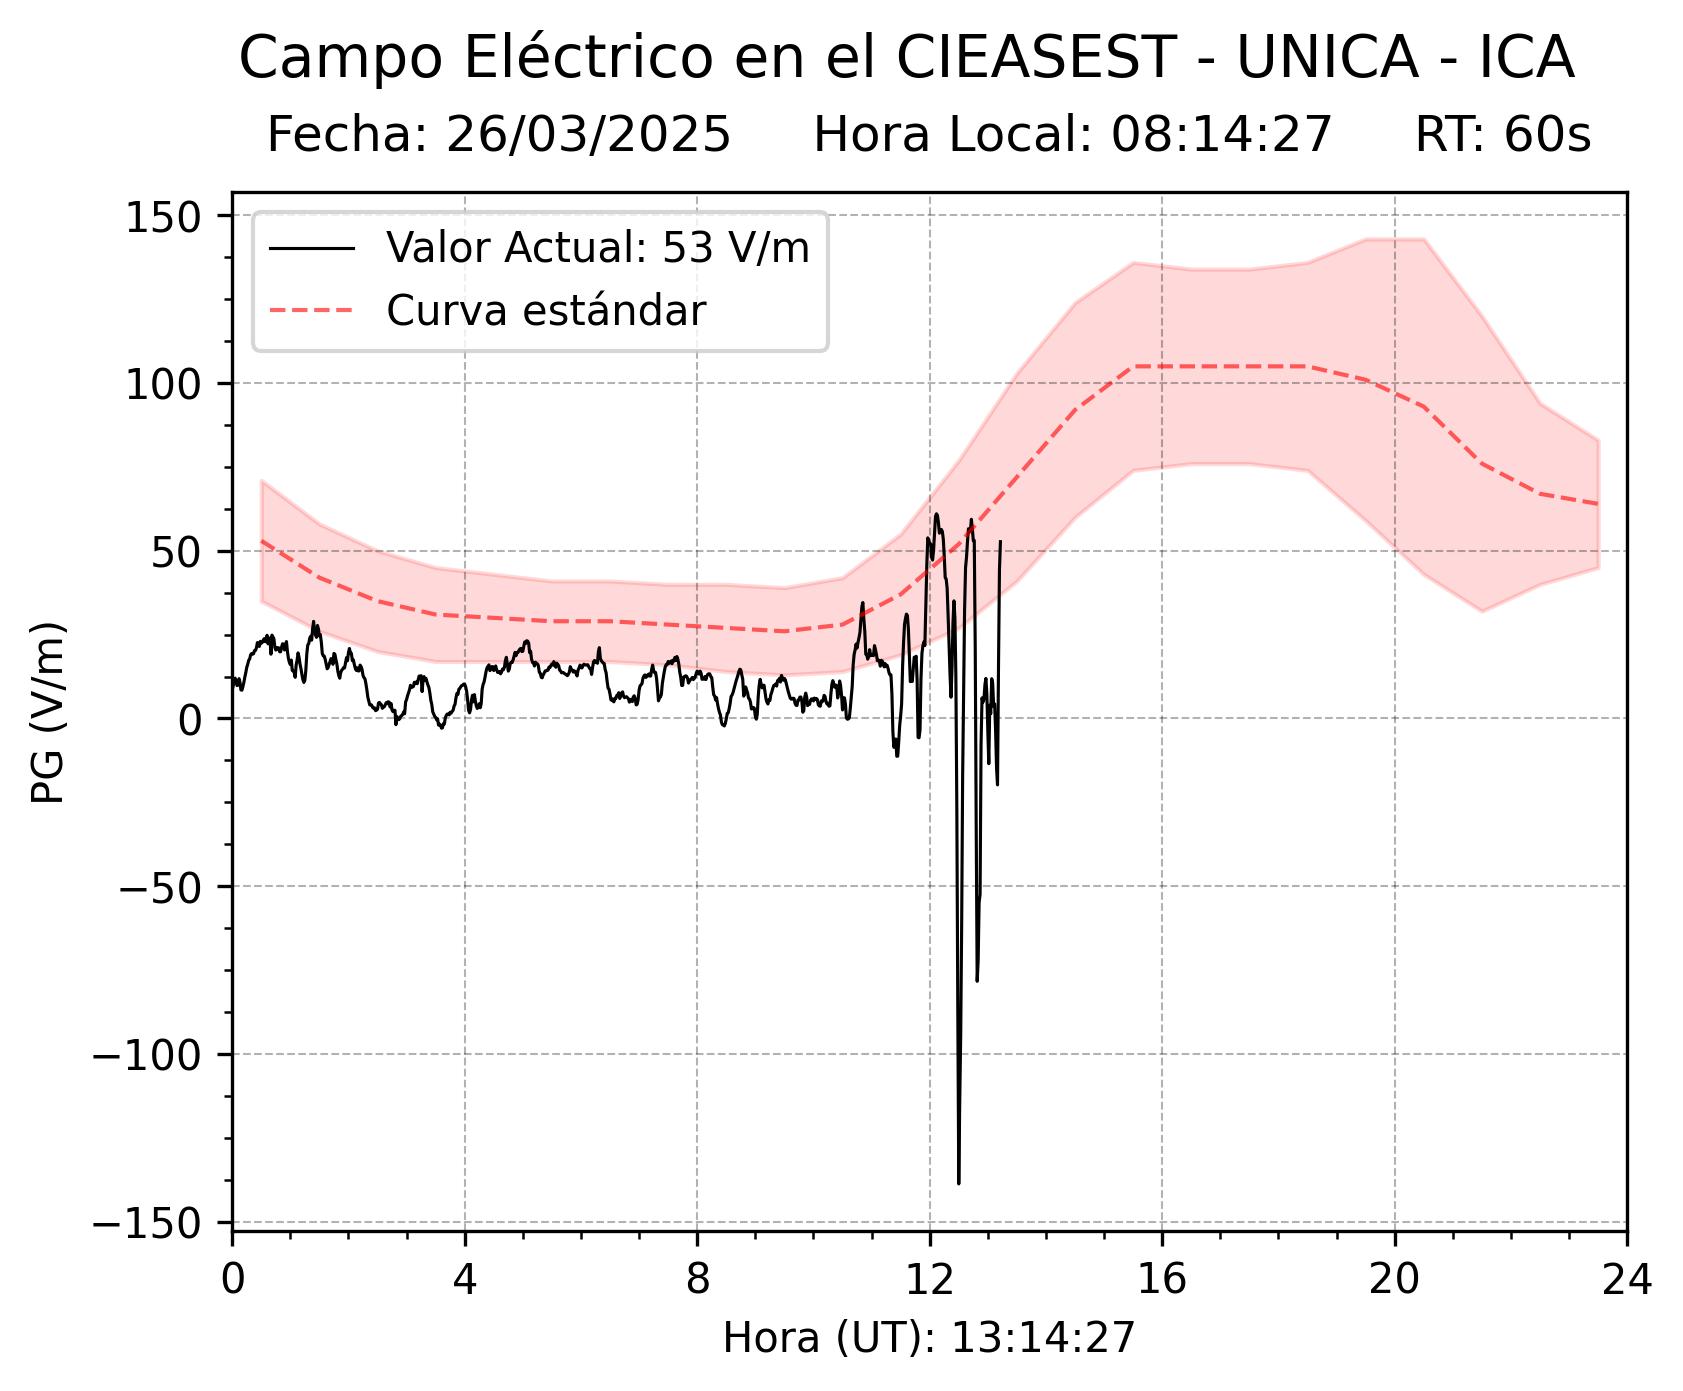 Campo Eléctrico en el CIEASEST - UNICA - ICA
Fecha: 26/03/2025 Hora Local: 08:14:27 RT: 60s
Valor Actual: 53 V/m
Curva estándar
PG (V/m)
150
100
50
0
−50
−100
−150
0 4 8 12 16 20 24
Hora (UT): 13:14:27